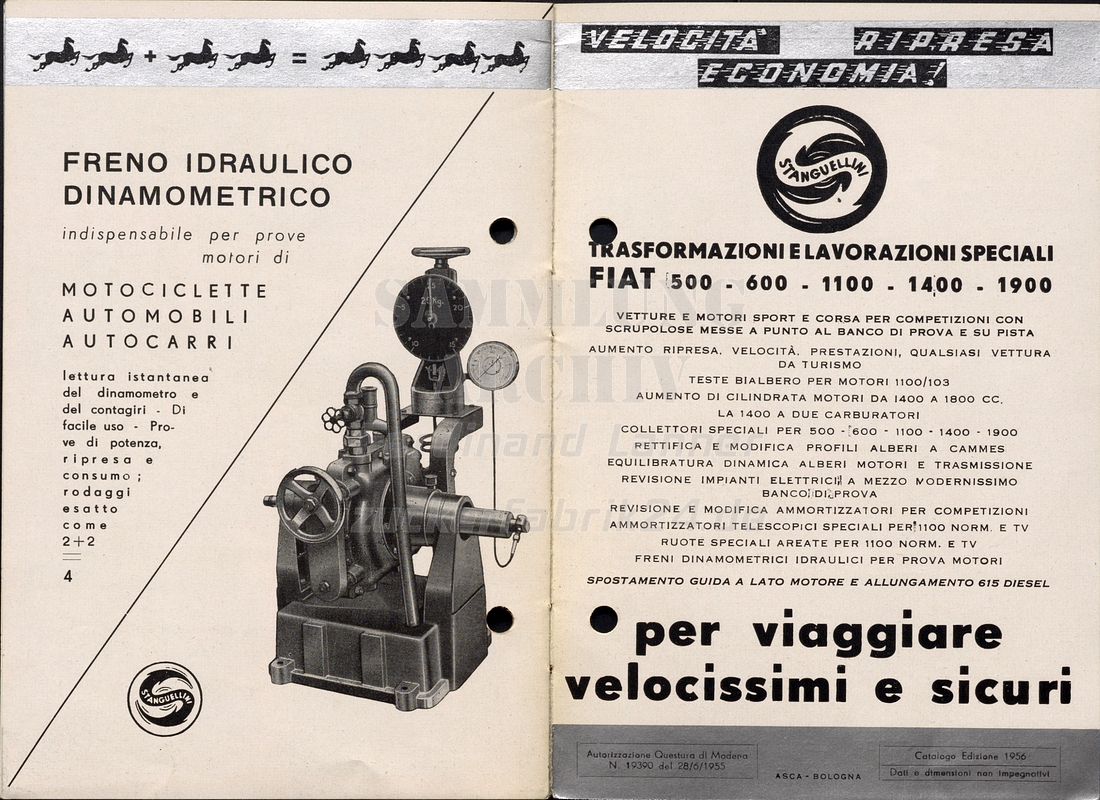 + =
FRENO IDRAULICO
DINAMOMETRICO
indispensabile per prove
motori di
MOTOCICLETTE
AUTOMOBILI
AUTOCARRI
lettura istantanea
del dinamometro e
del contagiri - Di
facile uso - Pro-
ve di potenza,
ripresa e
consumo;
rodaggi
esatto
come
2+2
4
STANGUELLINI
25 Kg.
VELOCITA' RIPRESA
ECONOMIA!
STANGUELLINI
TRASFORMAZIONI E LAVORAZIONI SPECIALI
FIAT 500 - 600 - 1100 - 1400 - 1900
VETTURE E MOTORI SPORT E CORSA PER COMPETIZIONI CON
SCRUPOLOSE MESSE A PUNTO AL BANCO DI PROVA E SU PISTA
AUMENTO RIPRESA, VELOCITÀ, PRESTAZIONI, QUALSIASI VETTURA
DA TURISMO
TESTE BIALBERO PER MOTORI 1100/103
AUMENTO DI CILINDRATA MOTORI DA 1400 A 1800 CC.
LA 1400 A DUE CARBURATORI
COLLETTORI SPECIALI PER 500 - 600 - 1100 - 1400 - 1900
RETTIFICA E MODIFICA PROFILI ALBERI A CAMMES
EQUILIBRATURA DINAMICA ALBERI MOTORI E TRASMISSIONE
REVISIONE IMPIANTI ELETTRICI A MEZZO MODERNISSIMO
BANCO DI PROVA
REVISIONE E MODIFICA AMMORTIZZATORI PER COMPETIZIONI
AMMORTIZZATORI TELESCOPICI SPECIALI PER 1100 NORM. E TV
RUOTE SPECIALI AREATE PER 1100 NORM. E TV
FRENI DINAMOMETRICI IDRAULICI PER PROVA MOTORI
SPOSTAMENTO GUIDA A LATO MOTORE E ALLUNGAMENTO 615 DIESEL
per viaggiare
velocissimi e sicuri
Autorizzazione Questura di Modena
N. 19390 del 28/6/1955
ASCA - BOLOGNA
Catalogo Edizione 1956
Dati e dimensioni non impegnativi
SAMMLUNG
ARCHIV